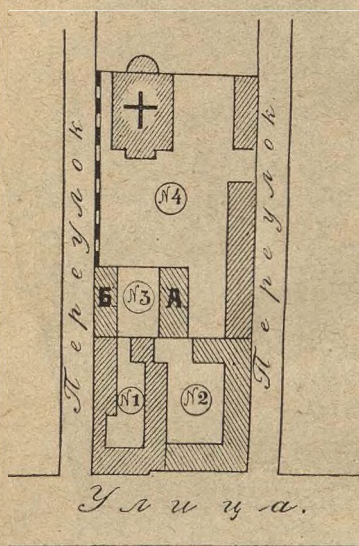 Переулок.
Переулок.
№4
Б №3 А
№1 №2
Улица.